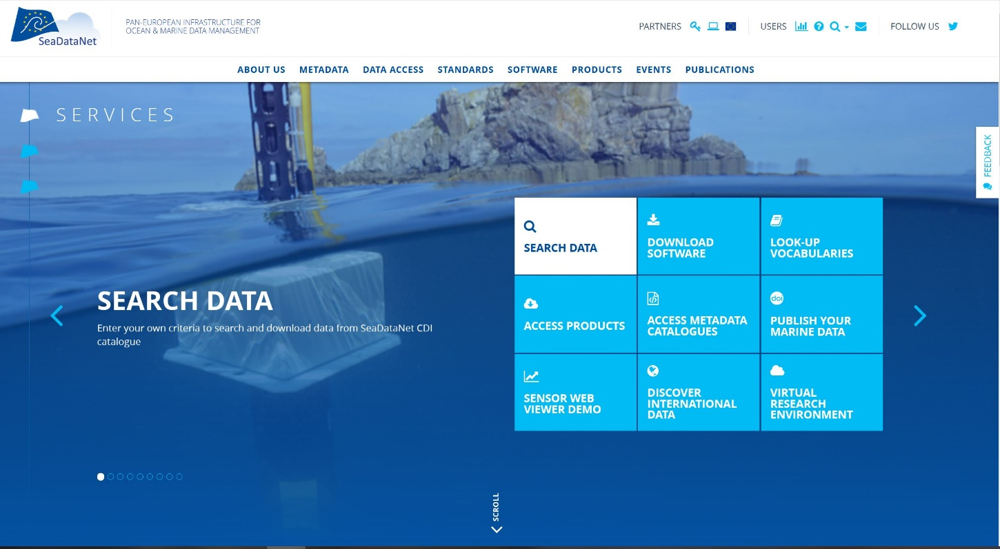 SeaDataNet
PAN-EUROPEAN INFRASTRUCTURE FOR
OCEAN & MARINE DATA MANAGEMENT
PARTNERS
USERS
FOLLOW US
ABOUT US
METADATA
DATA ACCESS
STANDARDS
SOFTWARE
PRODUCTS
EVENTS
PUBLICATIONS
SERVICES
FEEDBACK
SEARCH DATA
Enter your own criteria to search and download data from SeaDataNet CDI
catalogue
SEARCH DATA
DOWNLOAD
SOFTWARE
LOOK-UP
VOCABULARIES
ACCESS PRODUCTS
ACCESS METADATA
CATALOGUES
doi
PUBLISH YOUR
MARINE DATA
SENSOR WEB
VIEWER DEMO
DISCOVER
INTERNATIONAL
DATA
VIRTUAL
RESEARCH
ENVIRONMENT
SCROLL